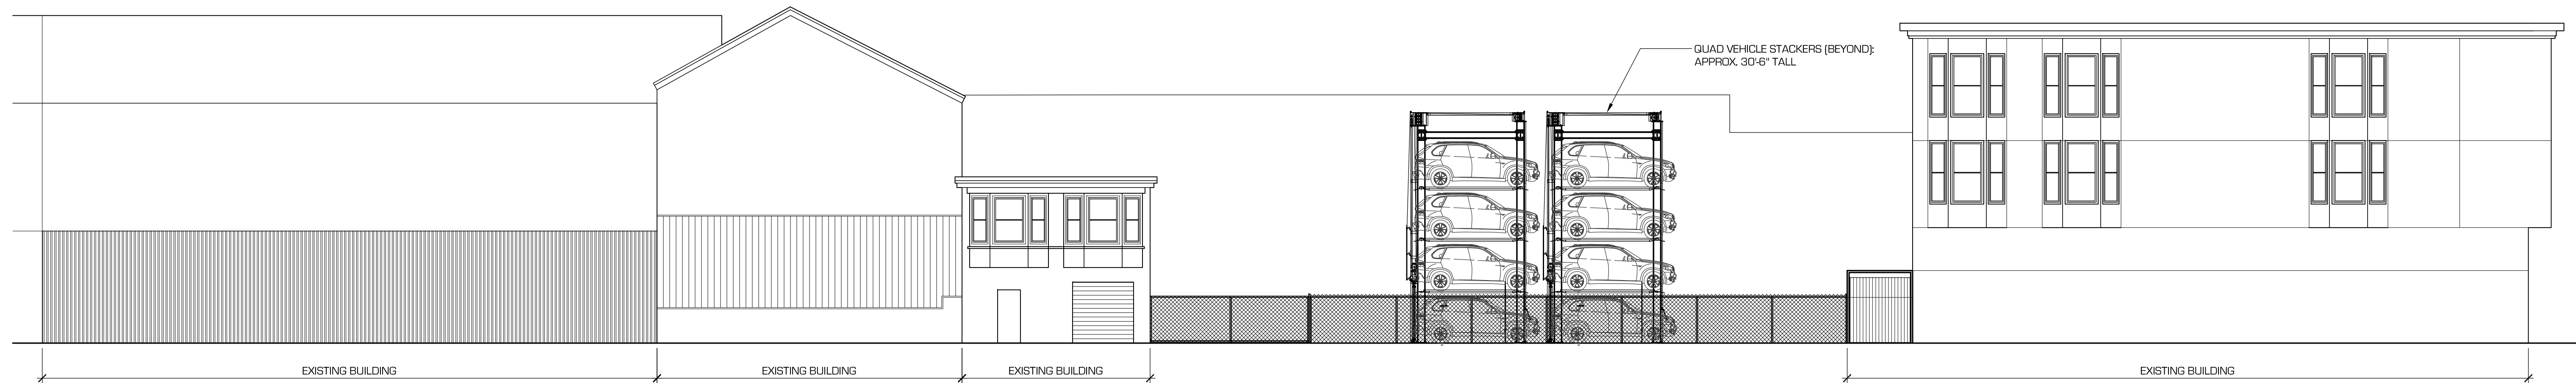 QUAD VEHICLE STACKERS (BEYOND);
APPROX. 30'-6" TALL
EXISTING BUILDING
EXISTING BUILDING
EXISTING BUILDING
EXISTING BUILDING